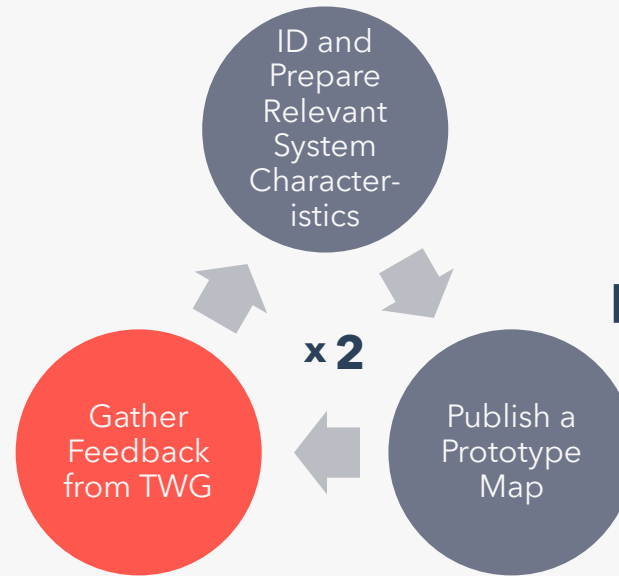 ID and
Prepare
Relevant
System
Character-
istics
x 2
Gather
Feedback
from TWG
Publish a
Prototype
Map